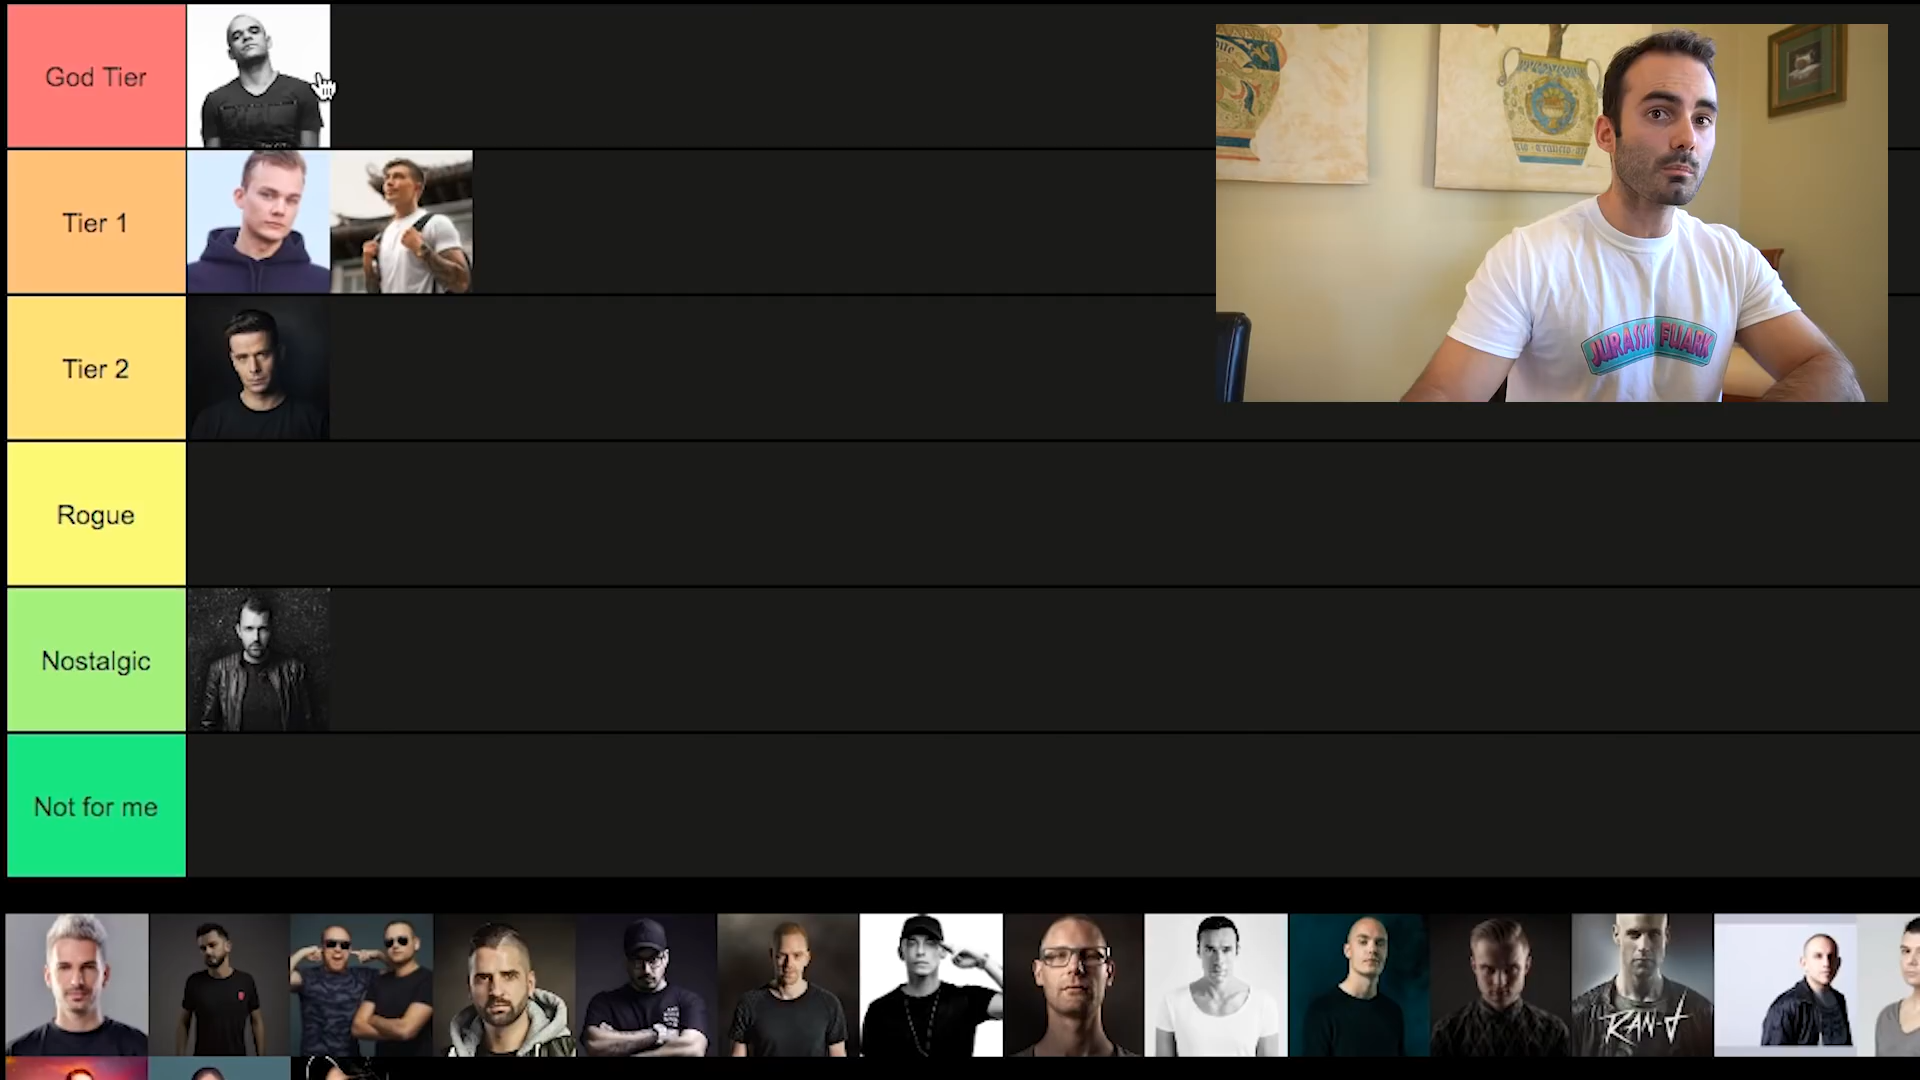 God Tier
Tier 1
Tier 2
Rogue
Nostalgic
Not for me
JURASSIC FUARK
RAN-D